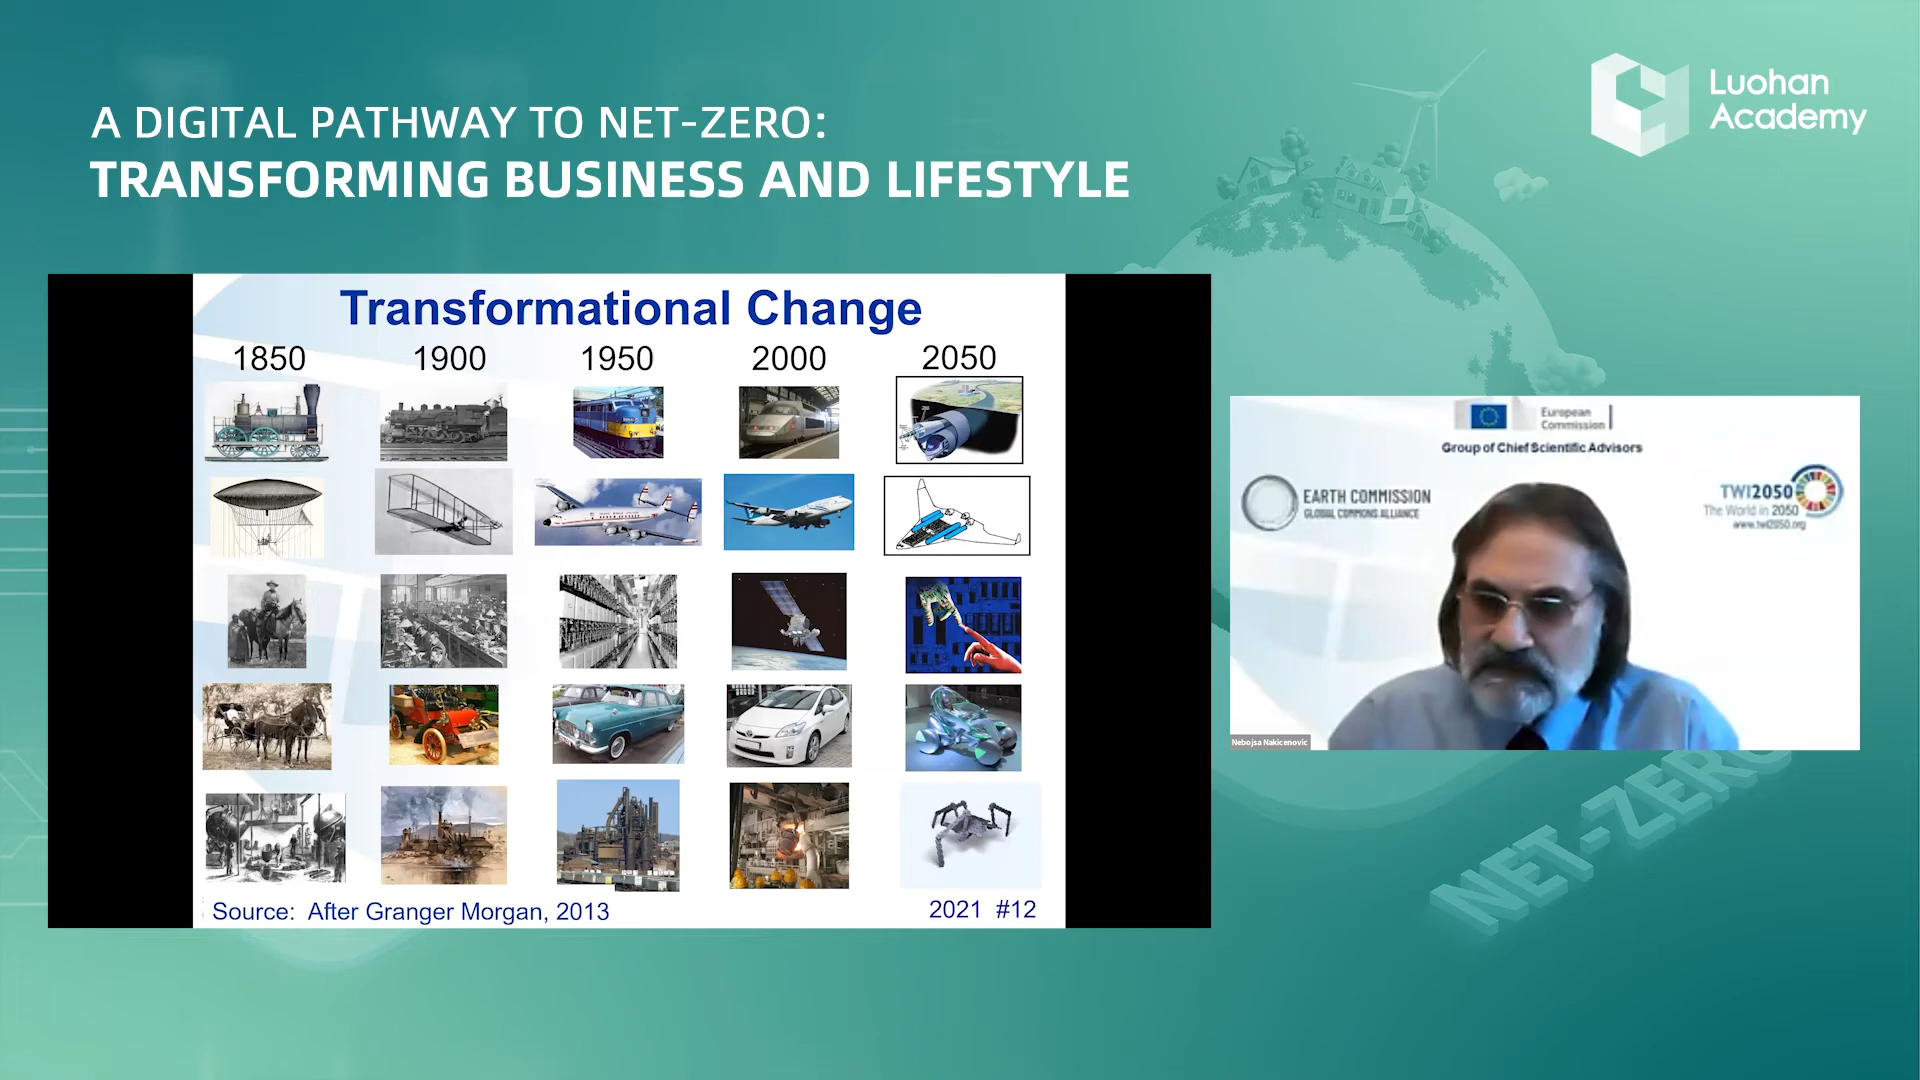 A DIGITAL PATHWAY TO NET-ZERO:
TRANSFORMING BUSINESS AND LIFESTYLE
Luohan
Academy
Transformational Change
1850 1900 1950 2000 2050
Source: After Granger Morgan, 2013
2021 #12
European
Commission
Group of Chief Scientific Advisors
EARTH COMMISSION
GLOBAL COMMONS ALLIANCE
TWI2050
The World in 2050
www.twi2050.org
Nebojsa Nakicenovic
NET-ZERO